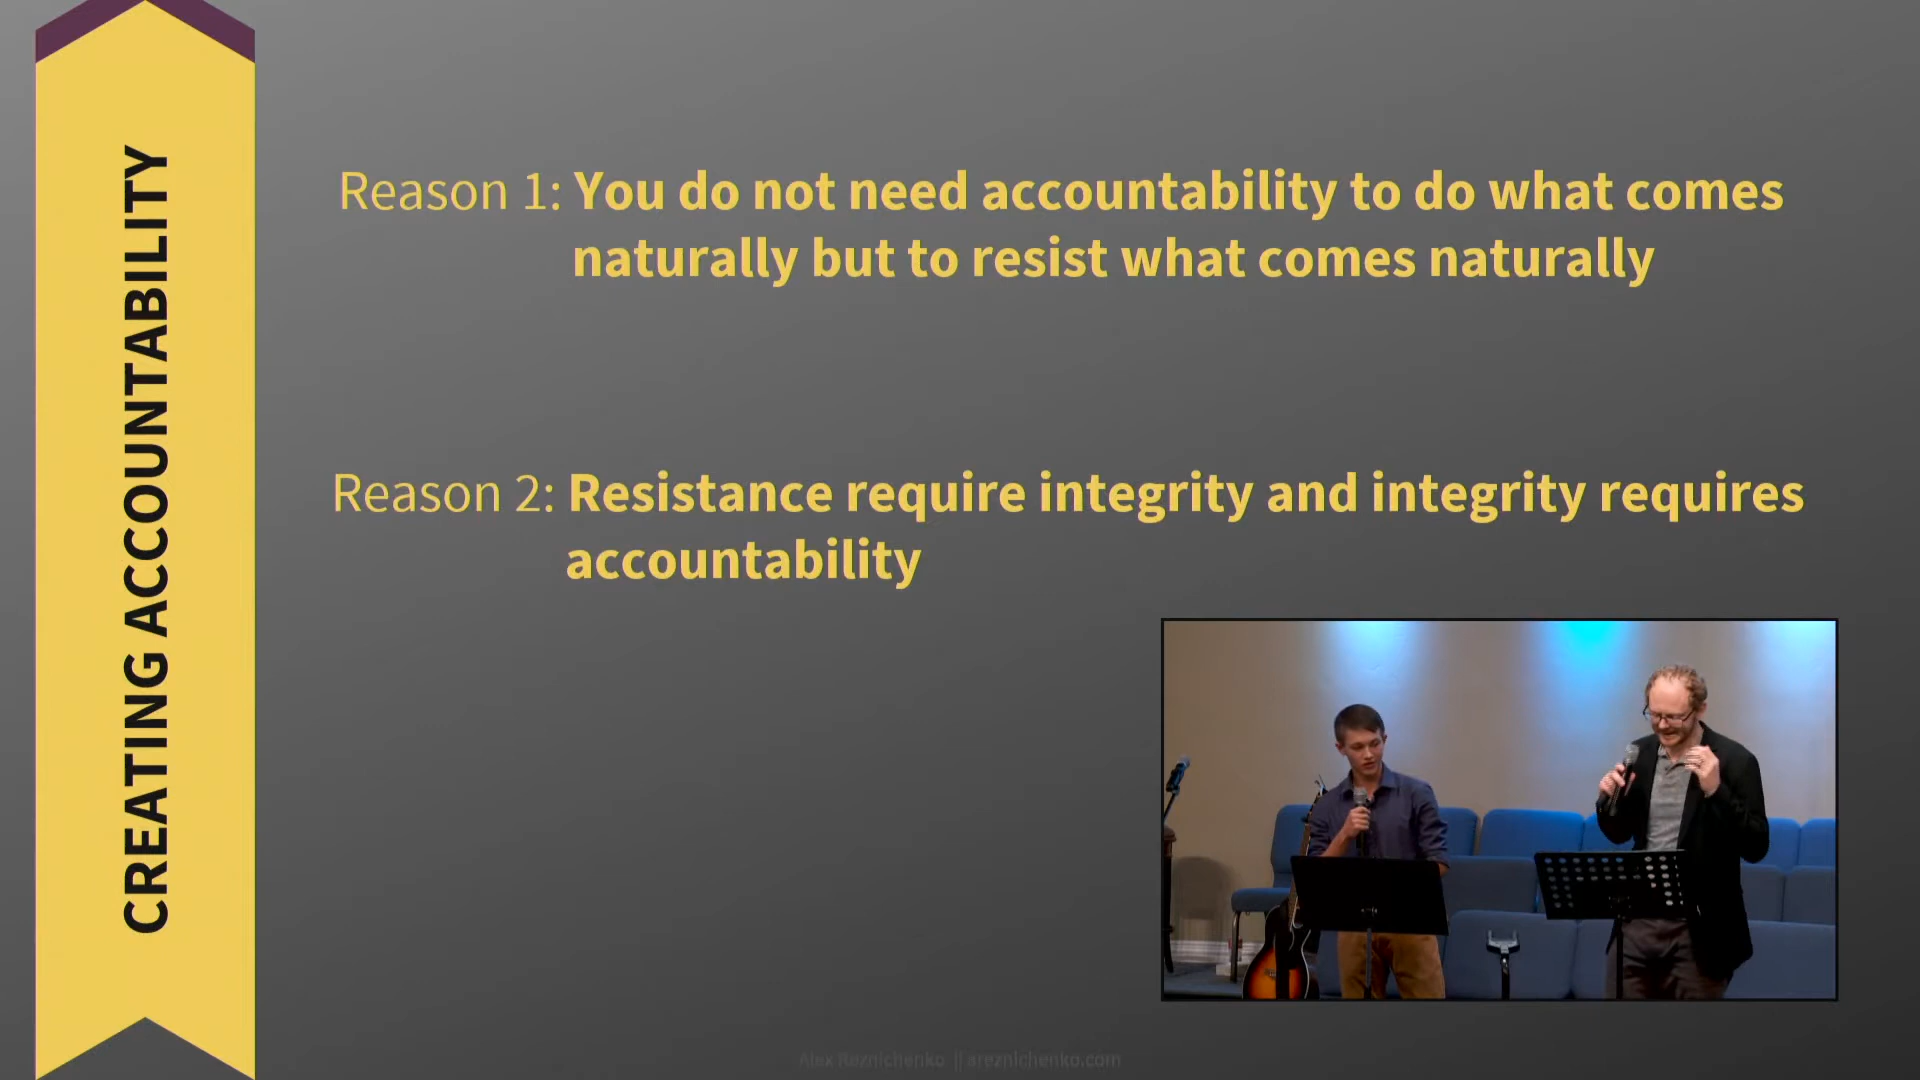 CREATING ACCOUNTABILITY
Reason 1: You do not need accountability to do what comes
naturally but to resist what comes naturally
Reason 2: Resistance require integrity and integrity requires
accountability
Alex Reznichenko || areznichenko.com